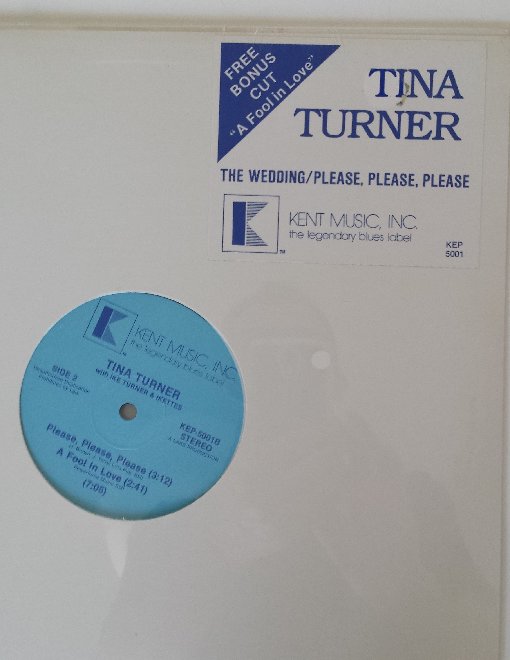 FREE
BONUS
CUT
"A Fool in Love"
TINA
TURNER
THE WEDDING/PLEASE, PLEASE, PLEASE
K
KENT MUSIC, INC.
the legendary blues label
TM
KEP
5001
K
KENT MUSIC, INC.
the legendary blues label
TINA TURNER
with IKE TURNER & IKETTES
SIDE 2
KEP-5001B
STEREO
Please, Please, Please (3:12)
A Fool in Love (2:41)
(7:05)